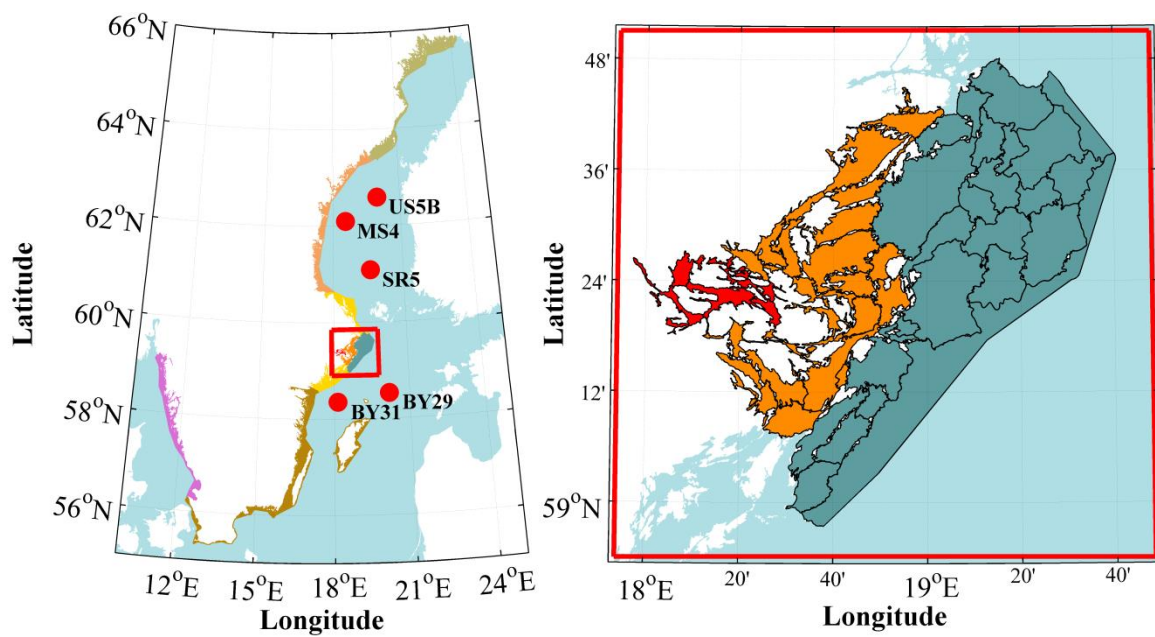 66°N
64°N
62°N
60°N
58°N
56°N
Latitude
US5B
MS4
SR5
BY31
BY29
12°E
15°E
18°E
21°E
24°E
Longitude
48'
36'
24'
12'
59°N
Latitude
18°E
20'
40'
19°E
20'
40'
Longitude